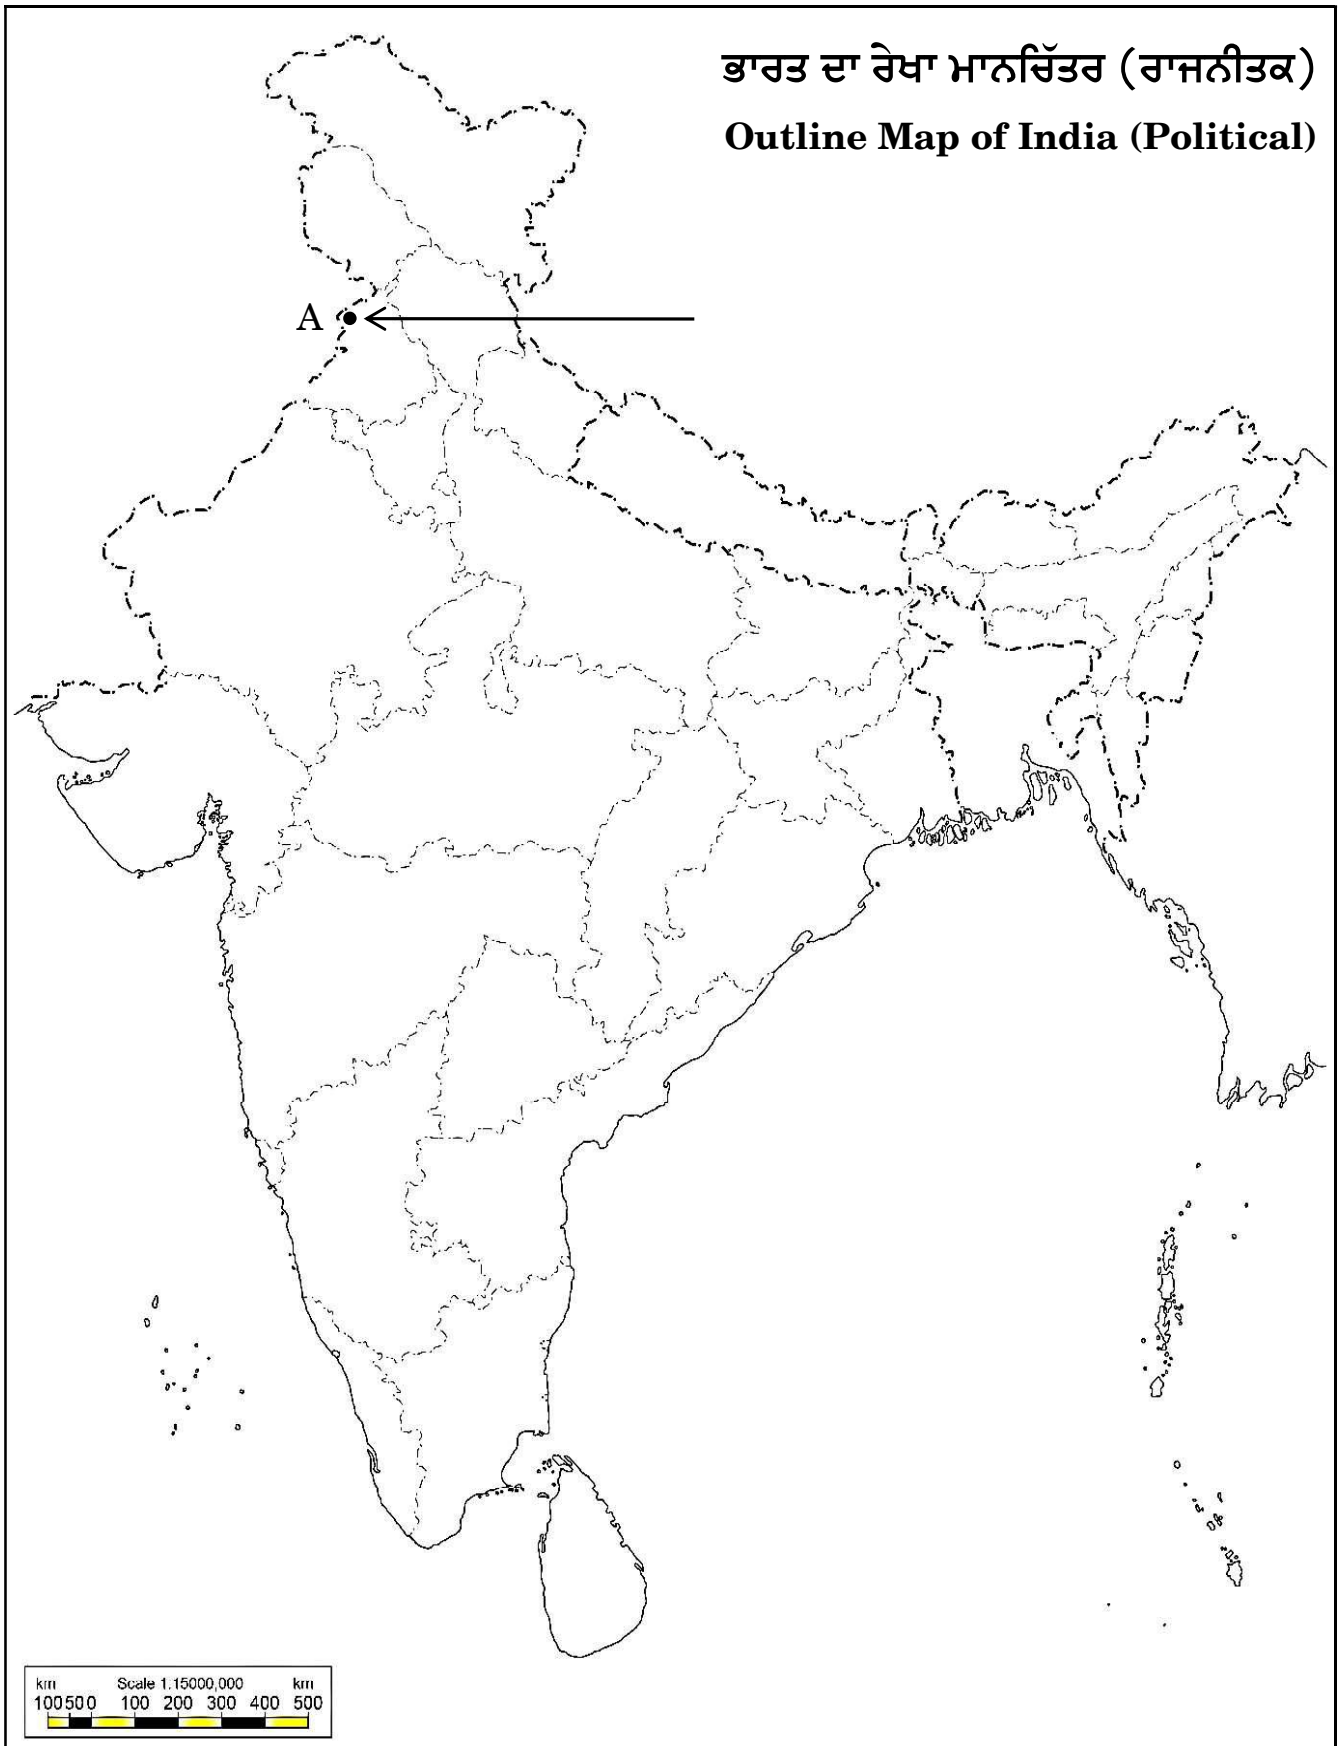 ਭਾਰਤ ਦਾ ਰੇਖਾ ਮਾਨਚਿੱਤਰ (ਰਾਜਨੀਤਕ)
Outline Map of India (Political)
A
km Scale 1:15000,000 km
100 50 0 100 200 300 400 500